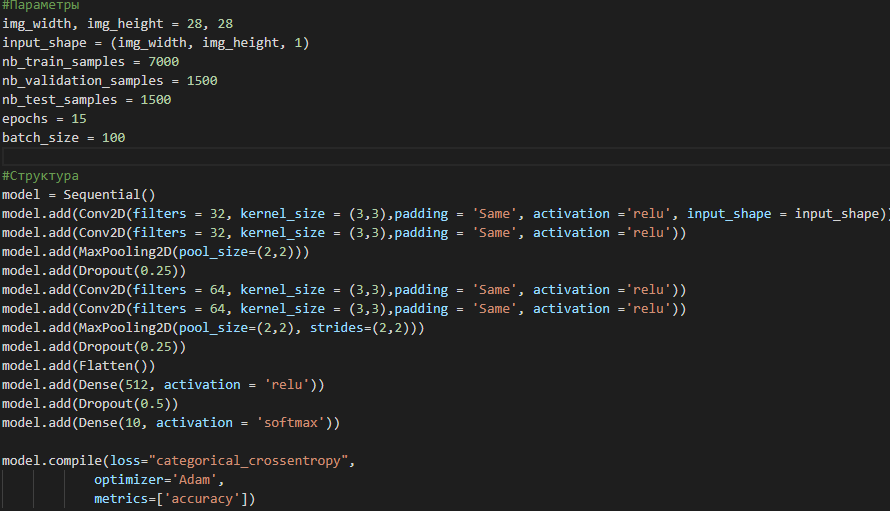 #Параметры
img_width, img_height = 28, 28
input_shape = (img_width, img_height, 1)
nb_train_samples = 7000
nb_validation_samples = 1500
nb_test_samples = 1500
epochs = 15
batch_size = 100
#Структура
model = Sequential()
model.add(Conv2D(filters = 32, kernel_size = (3,3),padding = 'Same', activation ='relu', input_shape = input_shape))
model.add(Conv2D(filters = 32, kernel_size = (3,3),padding = 'Same', activation ='relu'))
model.add(MaxPooling2D(pool_size=(2,2)))
model.add(Dropout(0.25))
model.add(Conv2D(filters = 64, kernel_size = (3,3),padding = 'Same', activation ='relu'))
model.add(Conv2D(filters = 64, kernel_size = (3,3),padding = 'Same', activation ='relu'))
model.add(MaxPooling2D(pool_size=(2,2), strides=(2,2)))
model.add(Dropout(0.25))
model.add(Flatten())
model.add(Dense(512, activation = 'relu'))
model.add(Dropout(0.5))
model.add(Dense(10, activation = 'softmax'))
model.compile(loss="categorical_crossentropy",
optimizer='Adam',
metrics=['accuracy'])